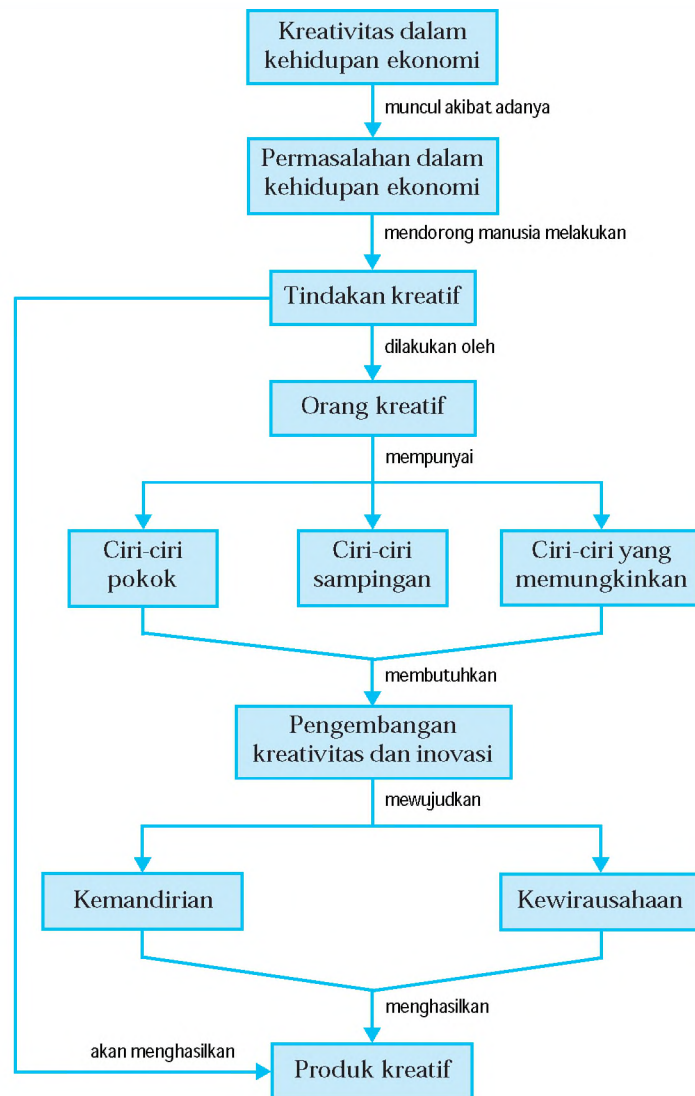 Kreativitas dalam
kehidupan ekonomi
muncul akibat adanya
Permasalahan dalam
kehidupan ekonomi
mendorong manusia melakukan
Tindakan kreatif
dilakukan oleh
Orang kreatif
mempunyai
Ciri-ciri
pokok
Ciri-ciri
sampingan
Ciri-ciri yang
memungkinkan
membutuhkan
Pengembangan
kreativitas dan inovasi
mewujudkan
Kemandirian
Kewirausahaan
menghasilkan
akan menghasilkan
Produk kreatif